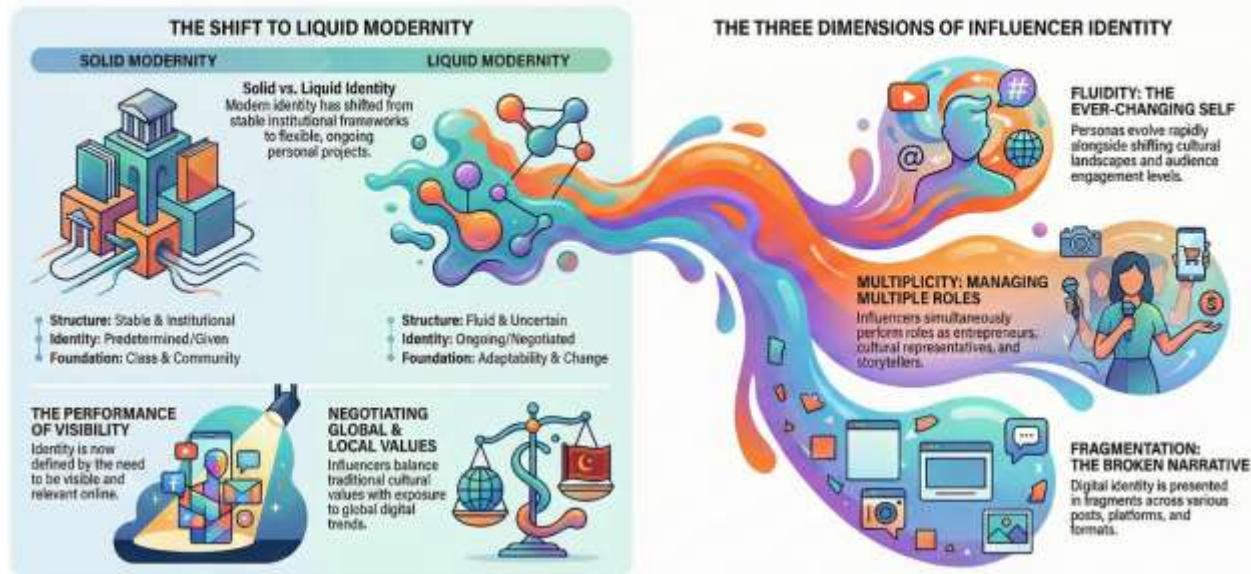 THE SHIFT TO LIQUID MODERNITY
SOLID MODERNITY
LIQUID MODERNITY
Solid vs. Liquid Identity
Modern identity has shifted from
stable institutional frameworks
to flexible, ongoing
personal projects.
Structure: Stable & Institutional
Identity: Predetermined/Given
Foundation: Class & Community
Structure: Fluid & Uncertain
Identity: Ongoing/Negotiated
Foundation: Adaptability & Change
THE PERFORMANCE
OF VISIBILITY
Identity is now
defined by the need
to be visible and
relevant online.
NEGOTIATING
GLOBAL &
LOCAL VALUES
Influencers balance
traditional cultural
values with exposure
to global digital
trends.
THE THREE DIMENSIONS OF INFLUENCER IDENTITY
FLUIDITY: THE
EVER-CHANGING SELF
Personas evolve rapidly
alongside shifting cultural
landscapes and audience
engagement levels.
MULTIPLICITY: MANAGING
MULTIPLE ROLES
Influencers simultaneously
perform roles as entrepreneurs,
cultural representatives, and
storytellers.
FRAGMENTATION:
THE BROKEN NARRATIVE
Digital identity is presented
in fragments across various
posts, platforms, and
formats.